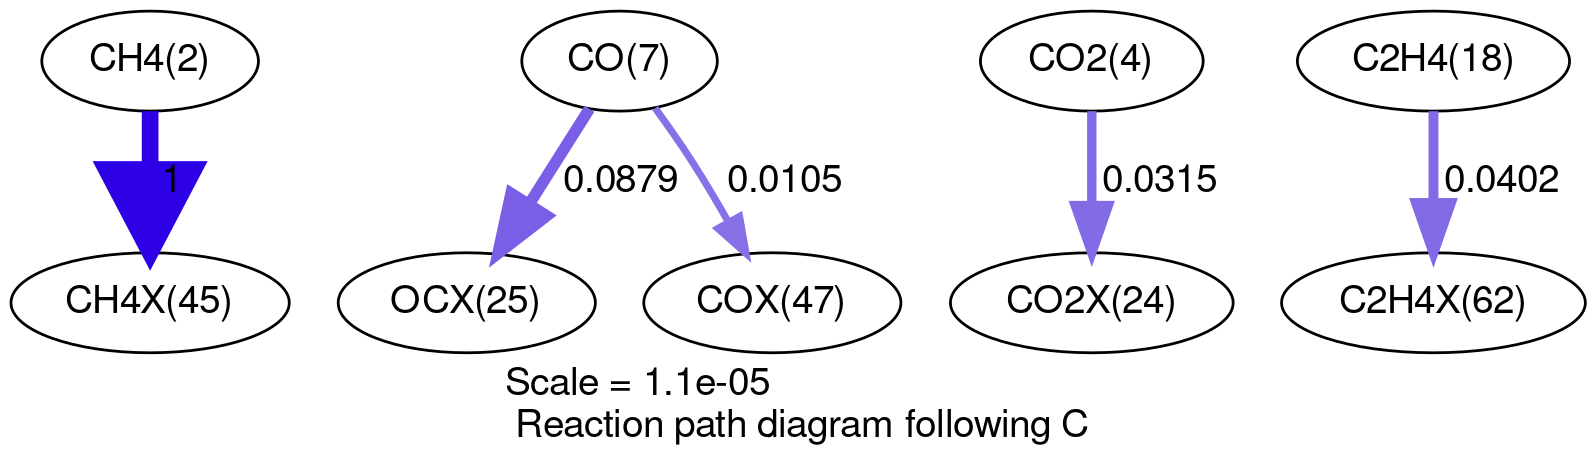 CH4(2)
CO(7)
CO2(4)
C2H4(18)
1
0.0879
0.0105
0.0315
0.0402
CH4X(45)
OCX(25)
COX(47)
CO2X(24)
C2H4X(62)
Scale = 1.1e-05
Reaction path diagram following C